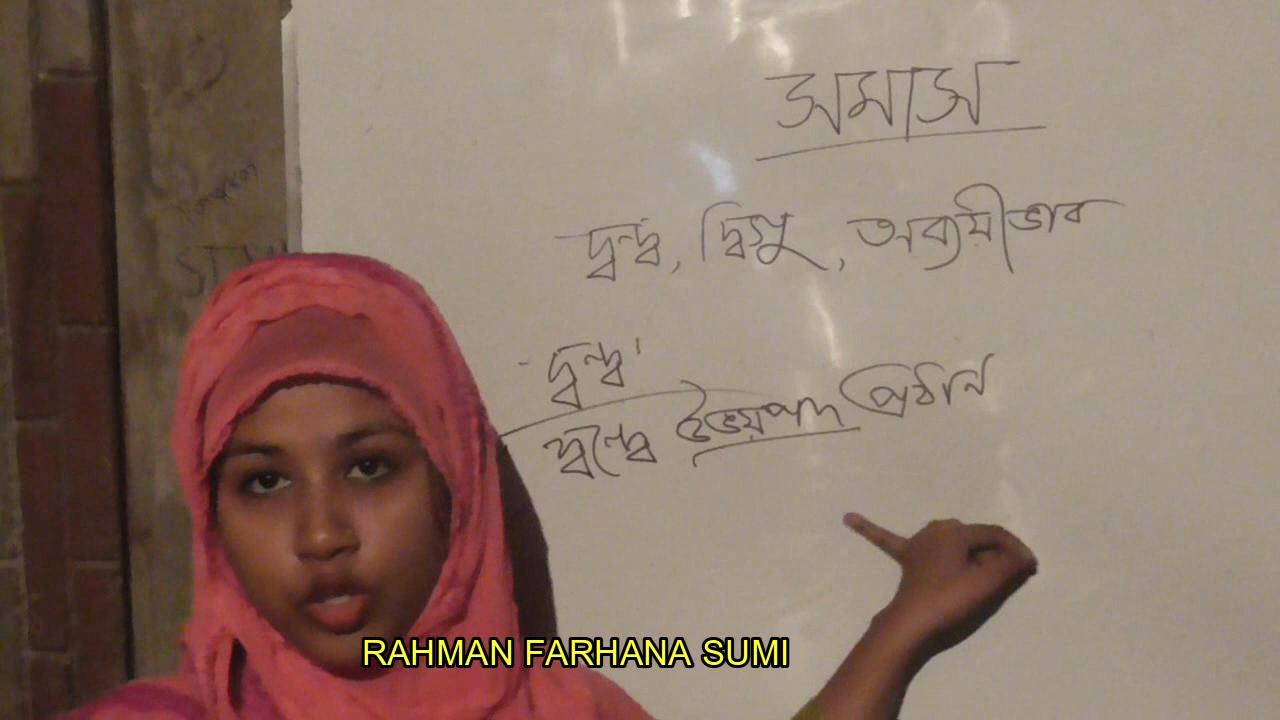 সমাস
দ্বন্দ্ব, দ্বিগু, অব্যয়ীভাব
'দ্বন্দ্ব'
দ্বন্দ্বে উভয়পদ প্রধান
RAHMAN FARHANA SUMI